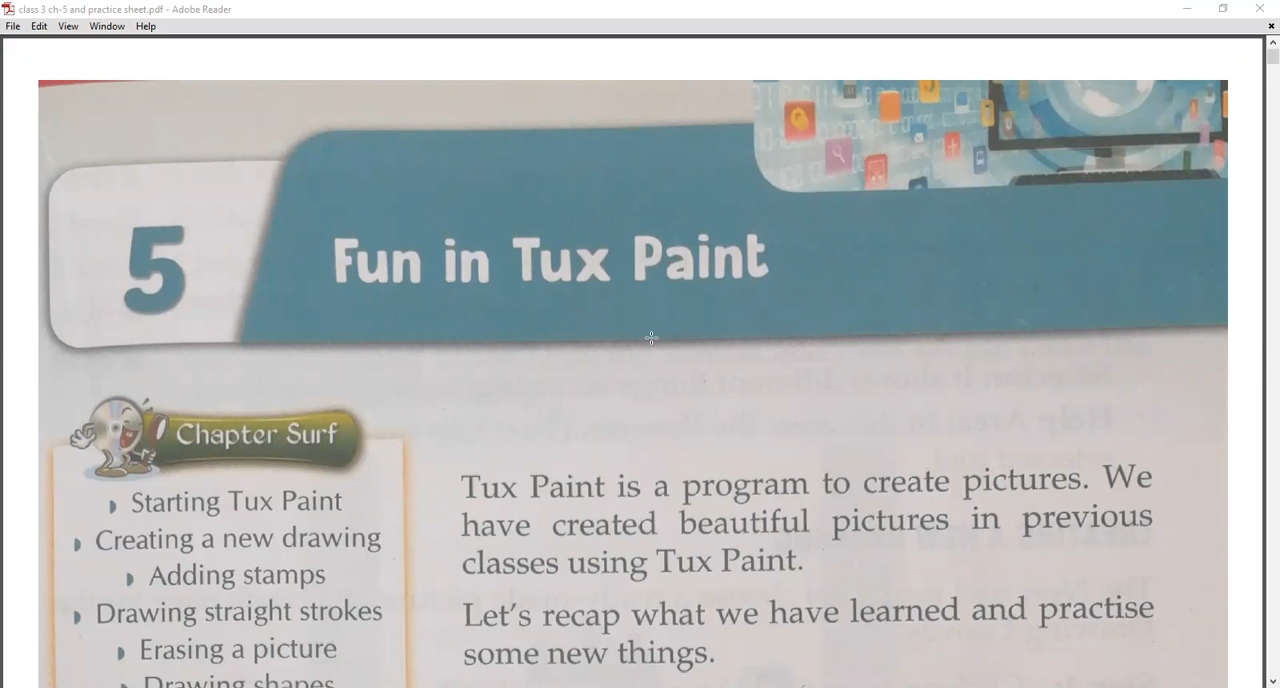 class 3 ch-5 and practice sheet.pdf - Adobe Reader
File Edit View Window Help
5
Fun in Tux Paint
Chapter Surf
Starting Tux Paint
Creating a new drawing
Adding stamps
Drawing straight strokes
Erasing a picture
Drawing shapes
Tux Paint is a program to create pictures. We
have created beautiful pictures in previous
classes using Tux Paint.
Let's recap what we have learned and practise
some new things.